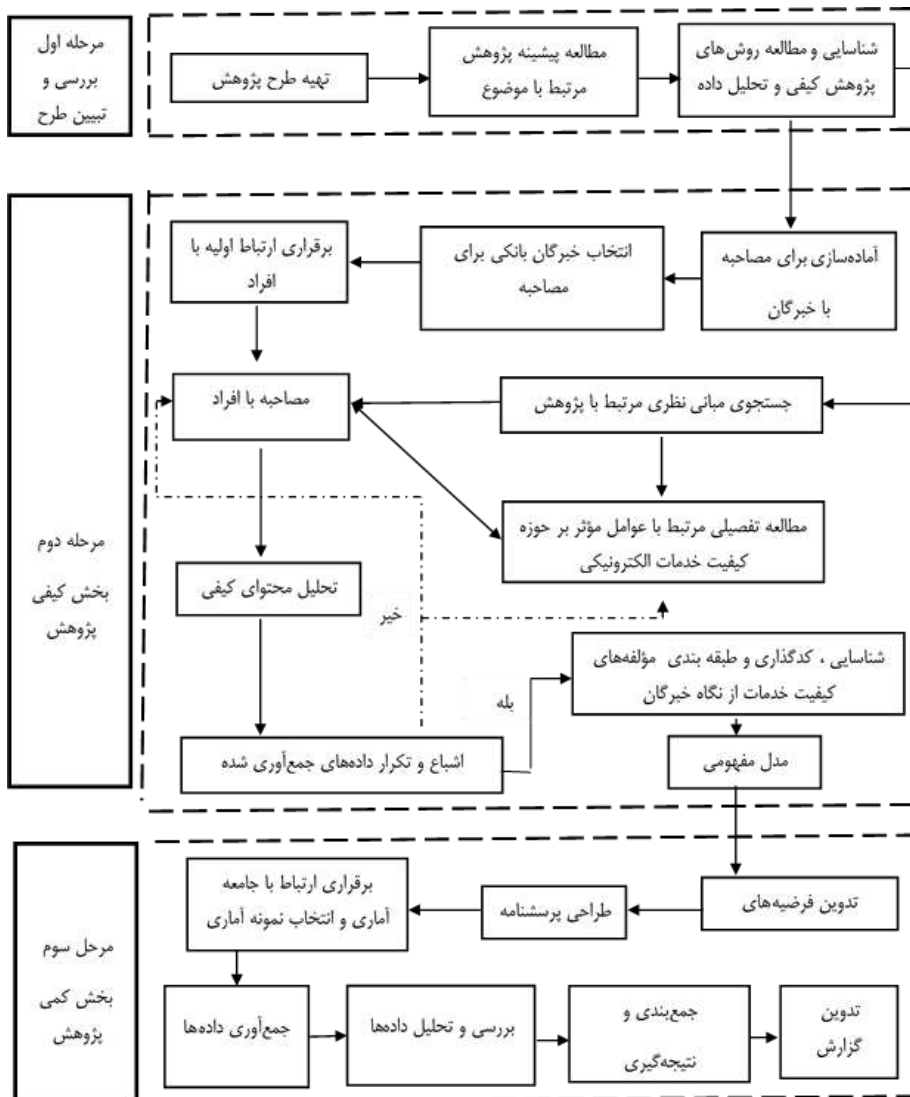 مرحله اول
بررسی و
تبیین طرح
تهیه طرح پژوهش
مطالعه پیشینه پژوهش
مرتبط با موضوع
شناسایی و مطالعه روش‌های
پژوهش کیفی و تحلیل داده
مرحله دوم
بخش کیفی
پژوهش
آماده‌سازی برای مصاحبه
با خبرگان
انتخاب خبرگان بانکی برای
مصاحبه
برقراری ارتباط اولیه با
افراد
مصاحبه با افراد
جستجوی مبانی نظری مرتبط با پژوهش
مطالعه تفصیلی مرتبط با عوامل مؤثر بر حوزه
کیفیت خدمات الکترونیکی
تحلیل محتوای کیفی
خیر
اشباع و تکرار داده‌های جمع‌آوری شده
بله
شناسایی ، کدگذاری و طبقه بندی مؤلفه‌های
کیفیت خدمات از نگاه خبرگان
مدل مفهومی
مرحل سوم
بخش کمی
پژوهش
تدوین فرضیه‌های
طراحی پرسشنامه
برقراری ارتباط با جامعه
آماری و انتخاب نمونه آماری
جمع‌آوری داده‌ها
بررسی و تحلیل داده‌ها
جمع‌بندی و
نتیجه‌گیری
تدوین
گزارش